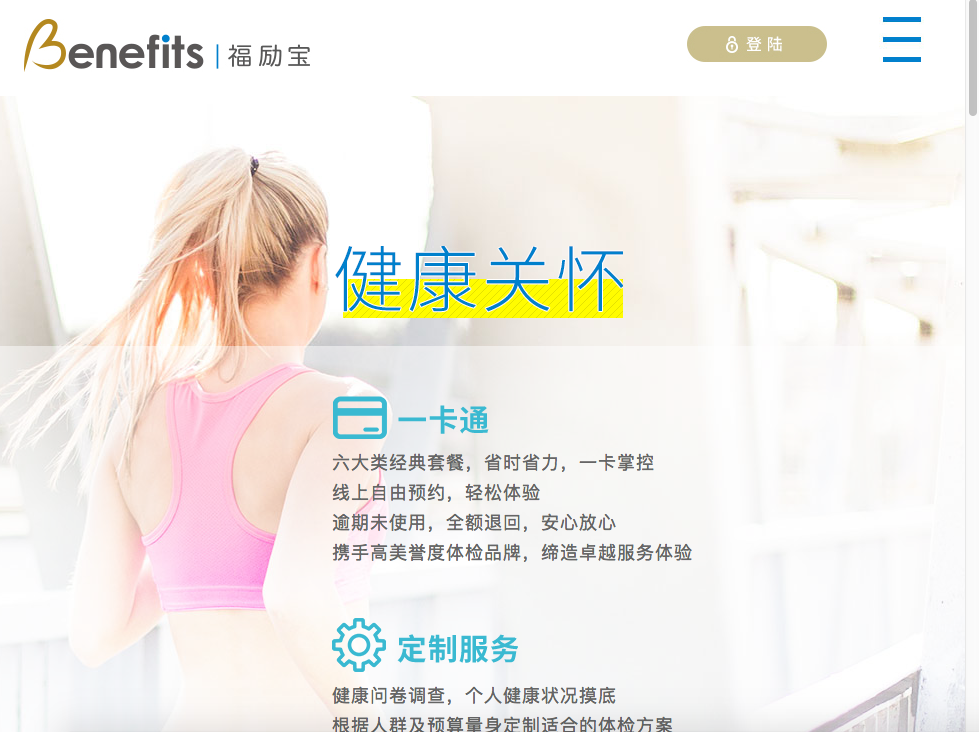 Benefits | 福励宝
登陆
健康关怀
一卡通
六大类经典套餐，省时省力，一卡掌控
线上自由预约，轻松体验
逾期未使用，全额退回，安心放心
携手高美誉度体检品牌，缔造卓越服务体验
定制服务
健康问卷调查，个人健康状况摸底
根据人群及预算量身定制适合的体检方案